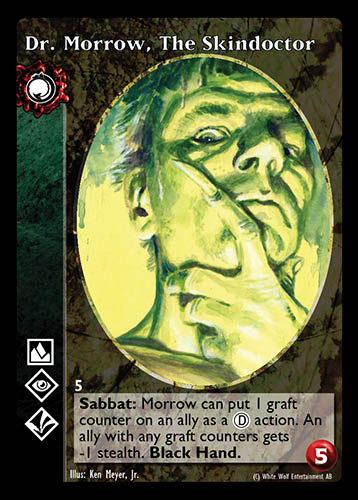 Dr. Morrow, The Skindoctor
5
Sabbat: Morrow can put 1 graft
counter on an ally as a Ⓓ action. An
ally with any graft counters gets
-1 stealth. Black Hand.
5
Illus: Ken Meyer, Jr.
(C) White Wolf Entertainment AB